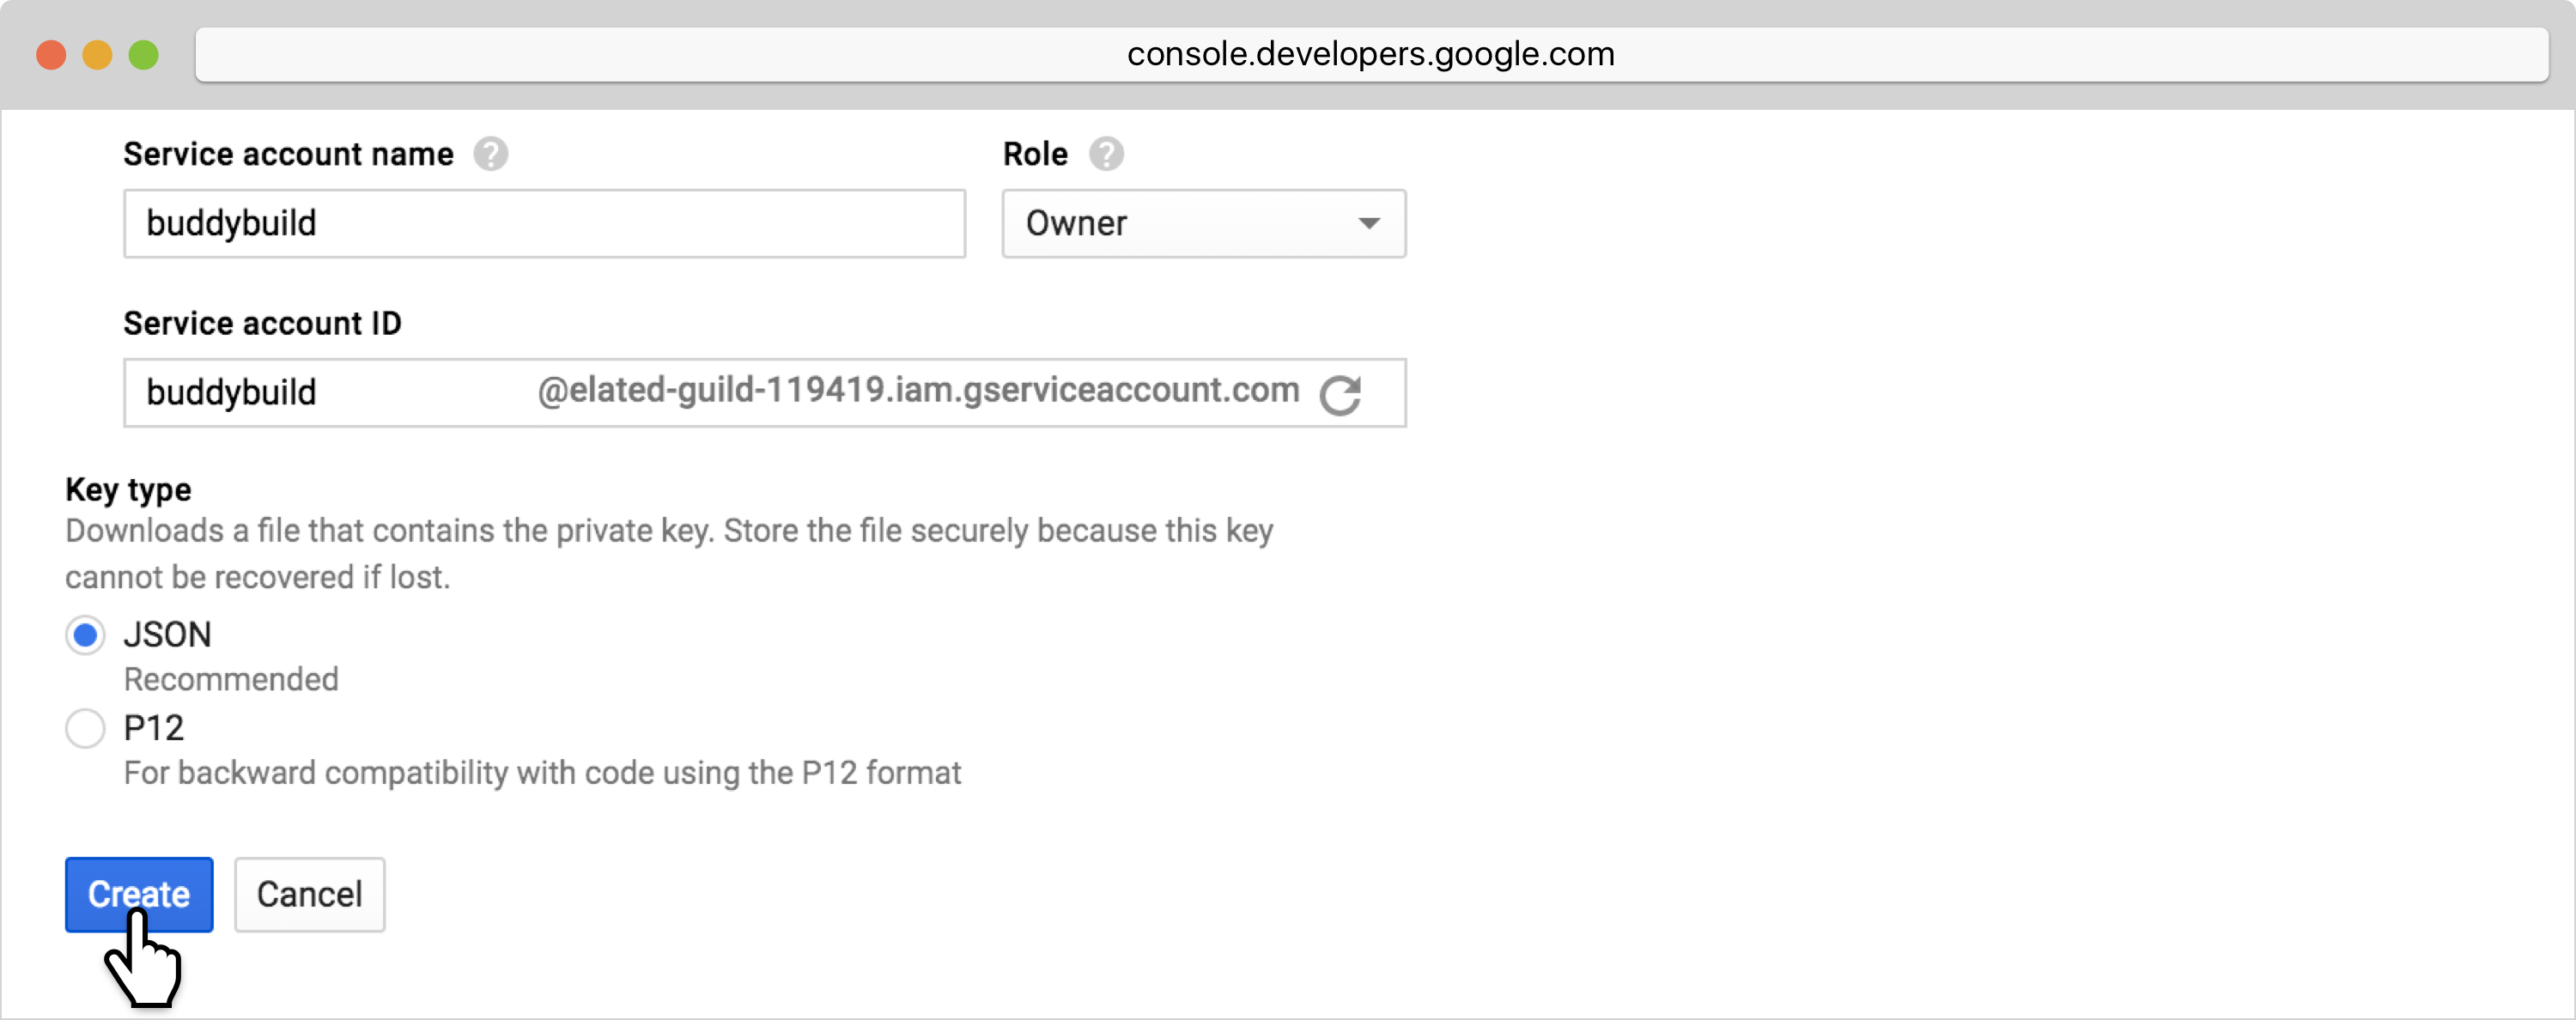 console.developers.google.com
Service account name ? Role ?
buddybuild Owner
Service account ID
buddybuild @elated-guild-119419.iam.gserviceaccount.com
Key type
Downloads a file that contains the private key. Store the file securely because this key
cannot be recovered if lost.
JSON
Recommended
P12
For backward compatibility with code using the P12 format
Create Cancel